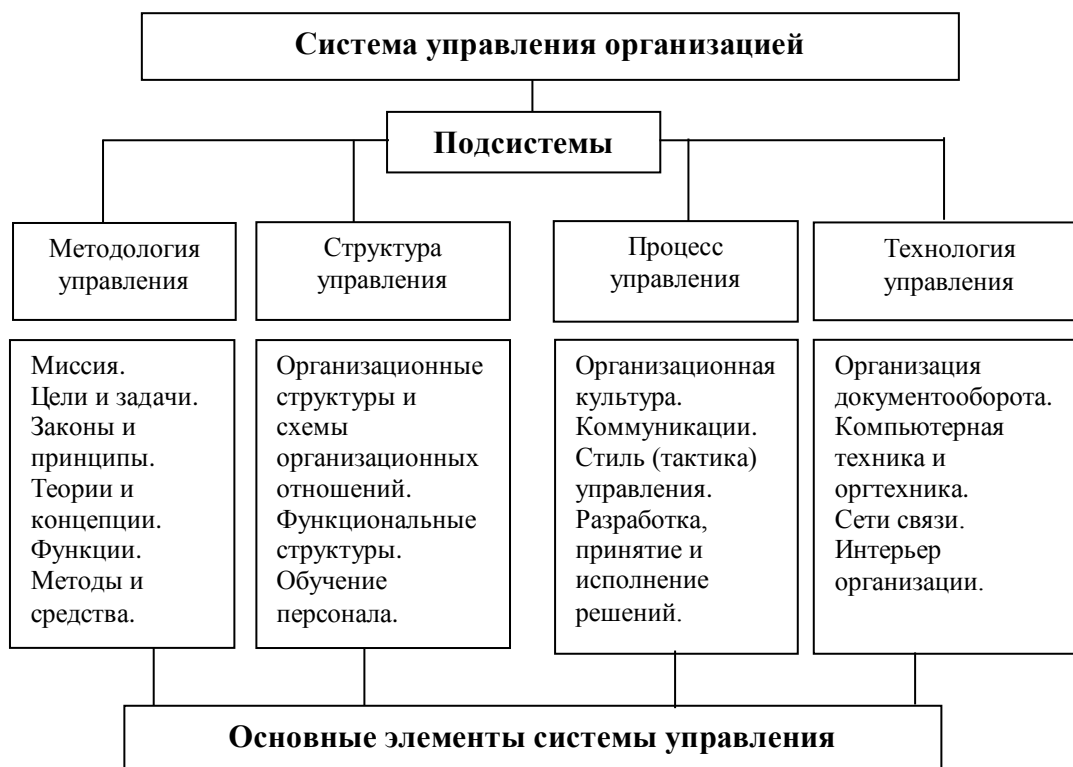 Система управления организацией
Подсистемы
Методология
управления
Структура
управления
Процесс
управления
Технология
управления
Миссия.
Цели и задачи.
Законы и
принципы.
Теории и
концепции.
Функции.
Методы и
средства.
Организационные
структуры и
схемы
организационных
отношений.
Функциональные
структуры.
Обучение
персонала.
Организационная
культура.
Коммуникации.
Стиль (тактика)
управления.
Разработка,
принятие и
исполнение
решений.
Организация
документооборота.
Компьютерная
техника и
оргтехника.
Сети связи.
Интерьер
организации.
Основные элементы системы управления